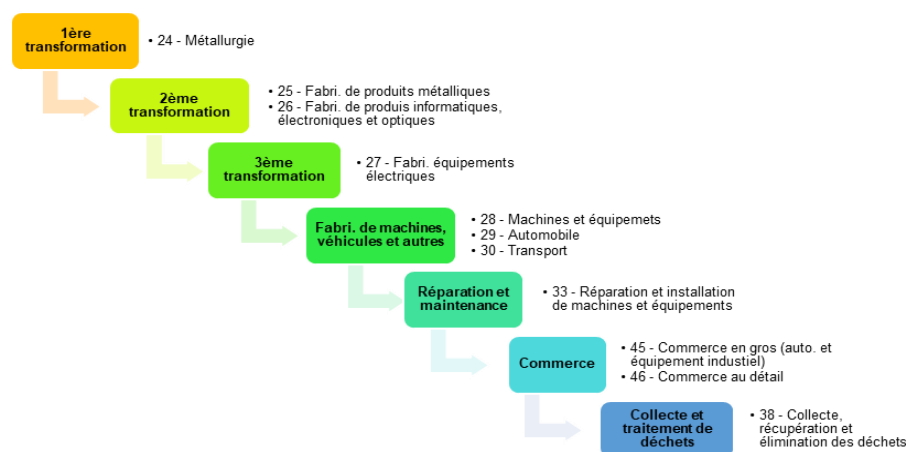 1ère
transformation
• 24 - Métallurgie
2ème
transformation
• 25 - Fabri. de produits métalliques
• 26 - Fabri. de produis informatiques,
électroniques et optiques
3ème
transformation
• 27 - Fabri. équipements
électriques
Fabri. de machines,
véhicules et autres
• 28 - Machines et équipemets
• 29 - Automobile
• 30 - Transport
Réparation et
maintenance
• 33 - Réparation et installation
de machines et équipements
Commerce
• 45 - Commerce en gros (auto. et
équipement industiel)
• 46 - Commerce au détail
Collecte et
traitement de
déchets
• 38 - Collecte,
récupération et
élimination des déchets